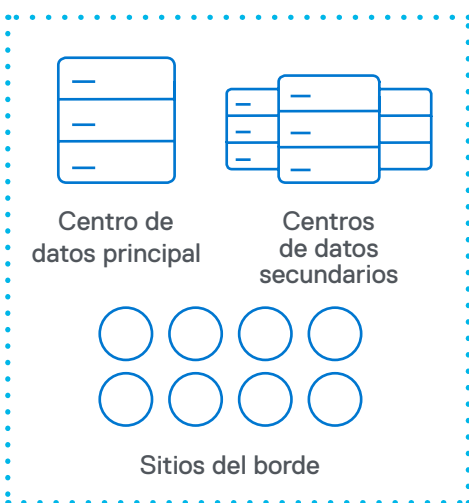 Centro de
datos principal
Centros
de datos
secundarios
Sitios del borde